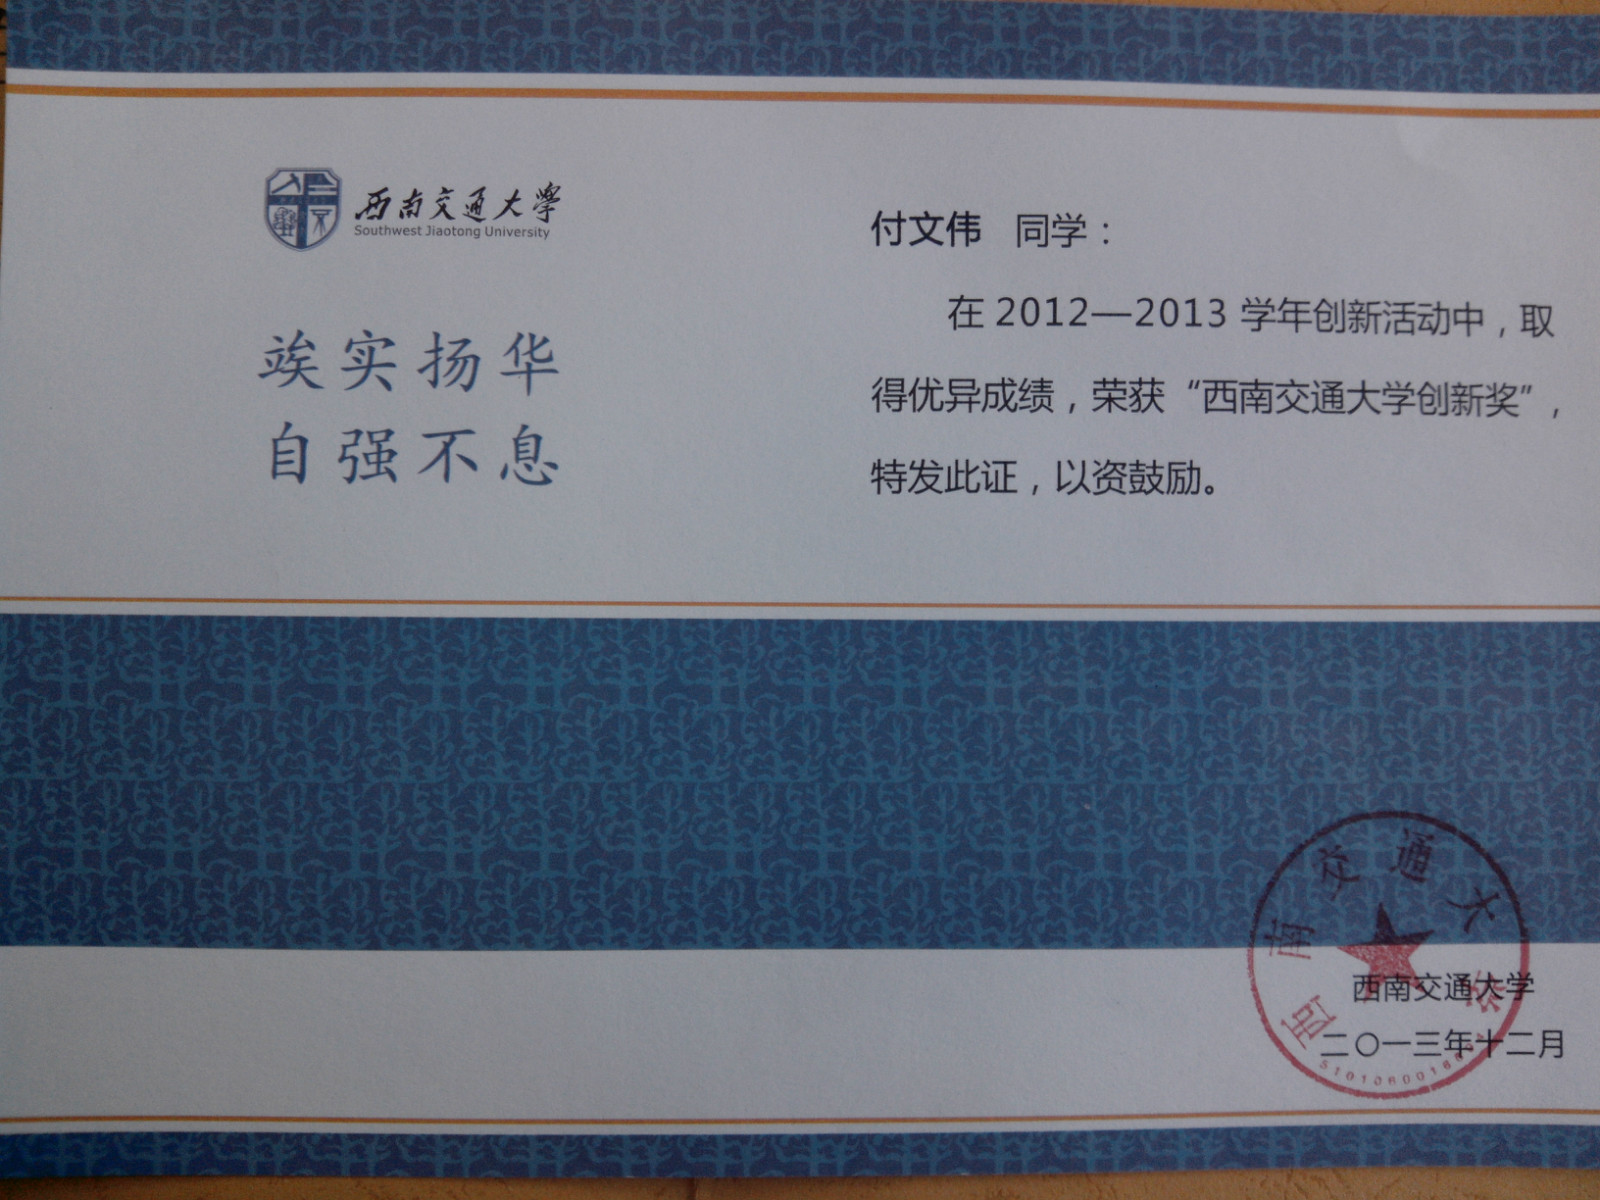 西南交通大学
Southwest Jiaotong University
竢实扬华
自强不息
付文伟 同学：
在 2012—2013 学年创新活动中，取
得优异成绩，荣获“西南交通大学创新奖”，
特发此证，以资鼓励。
西南交通大学
西南交通大学
二〇一三年十二月